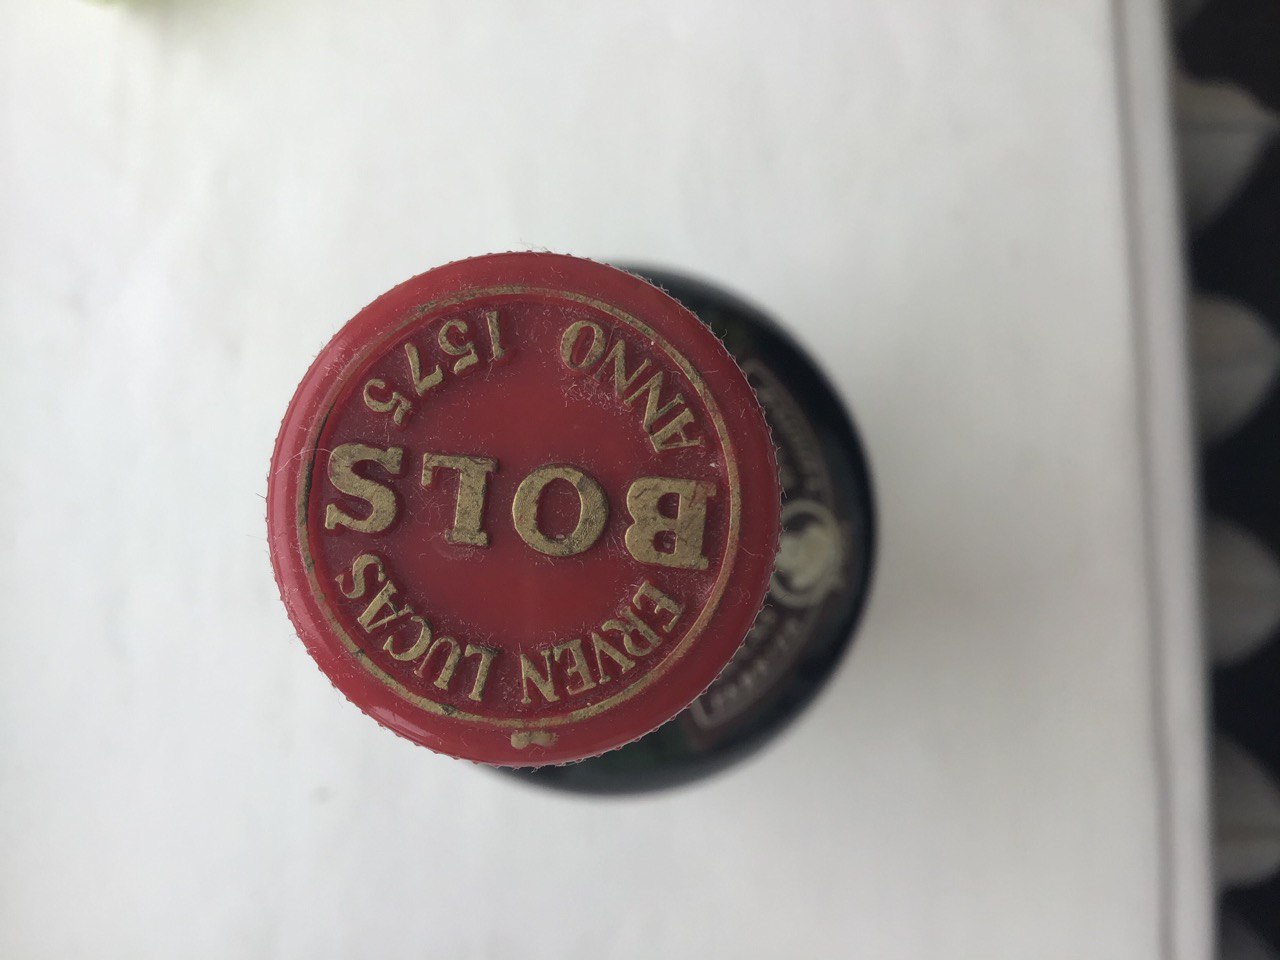 ERVEN LUCAS
BOLS
ANNO 1575